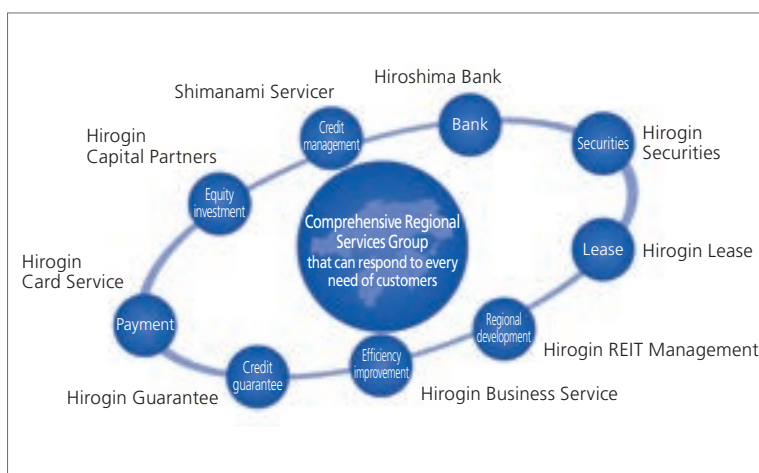 Hiroshima Bank
Bank
Shimanami Servicer
Credit
management
Hirogin
Securities
Securities
Hirogin
Capital Partners
Equity
investment
Comprehensive Regional
Services Group
that can respond to every
need of customers
Lease
Hirogin Lease
Hirogin
Card Service
Payment
Regional
development
Hirogin REIT Management
Credit
guarantee
Hirogin Guarantee
Efficiency
improvement
Hirogin Business Service